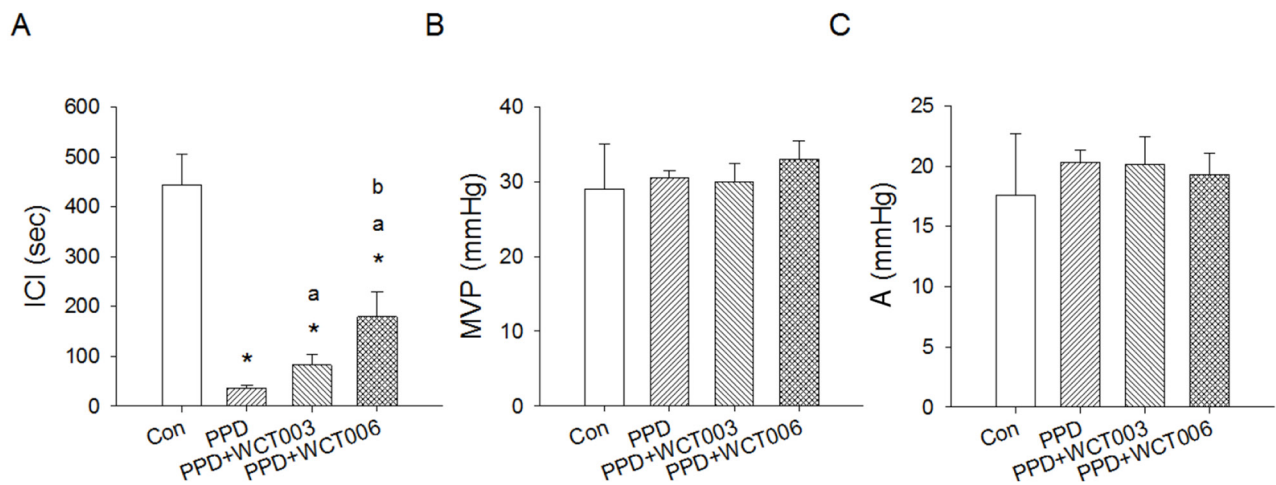 A
B
C
ICI (sec)
600
500
400
300
200
100
0
*
a
*
b
a
*
Con
PPD
PPD+WCT003
PPD+WCT006
MVP (mmHg)
40
30
20
10
0
Con
PPD
PPD+WCT003
PPD+WCT006
A (mmHg)
25
20
15
10
5
0
Con
PPD
PPD+WCT003
PPD+WCT006